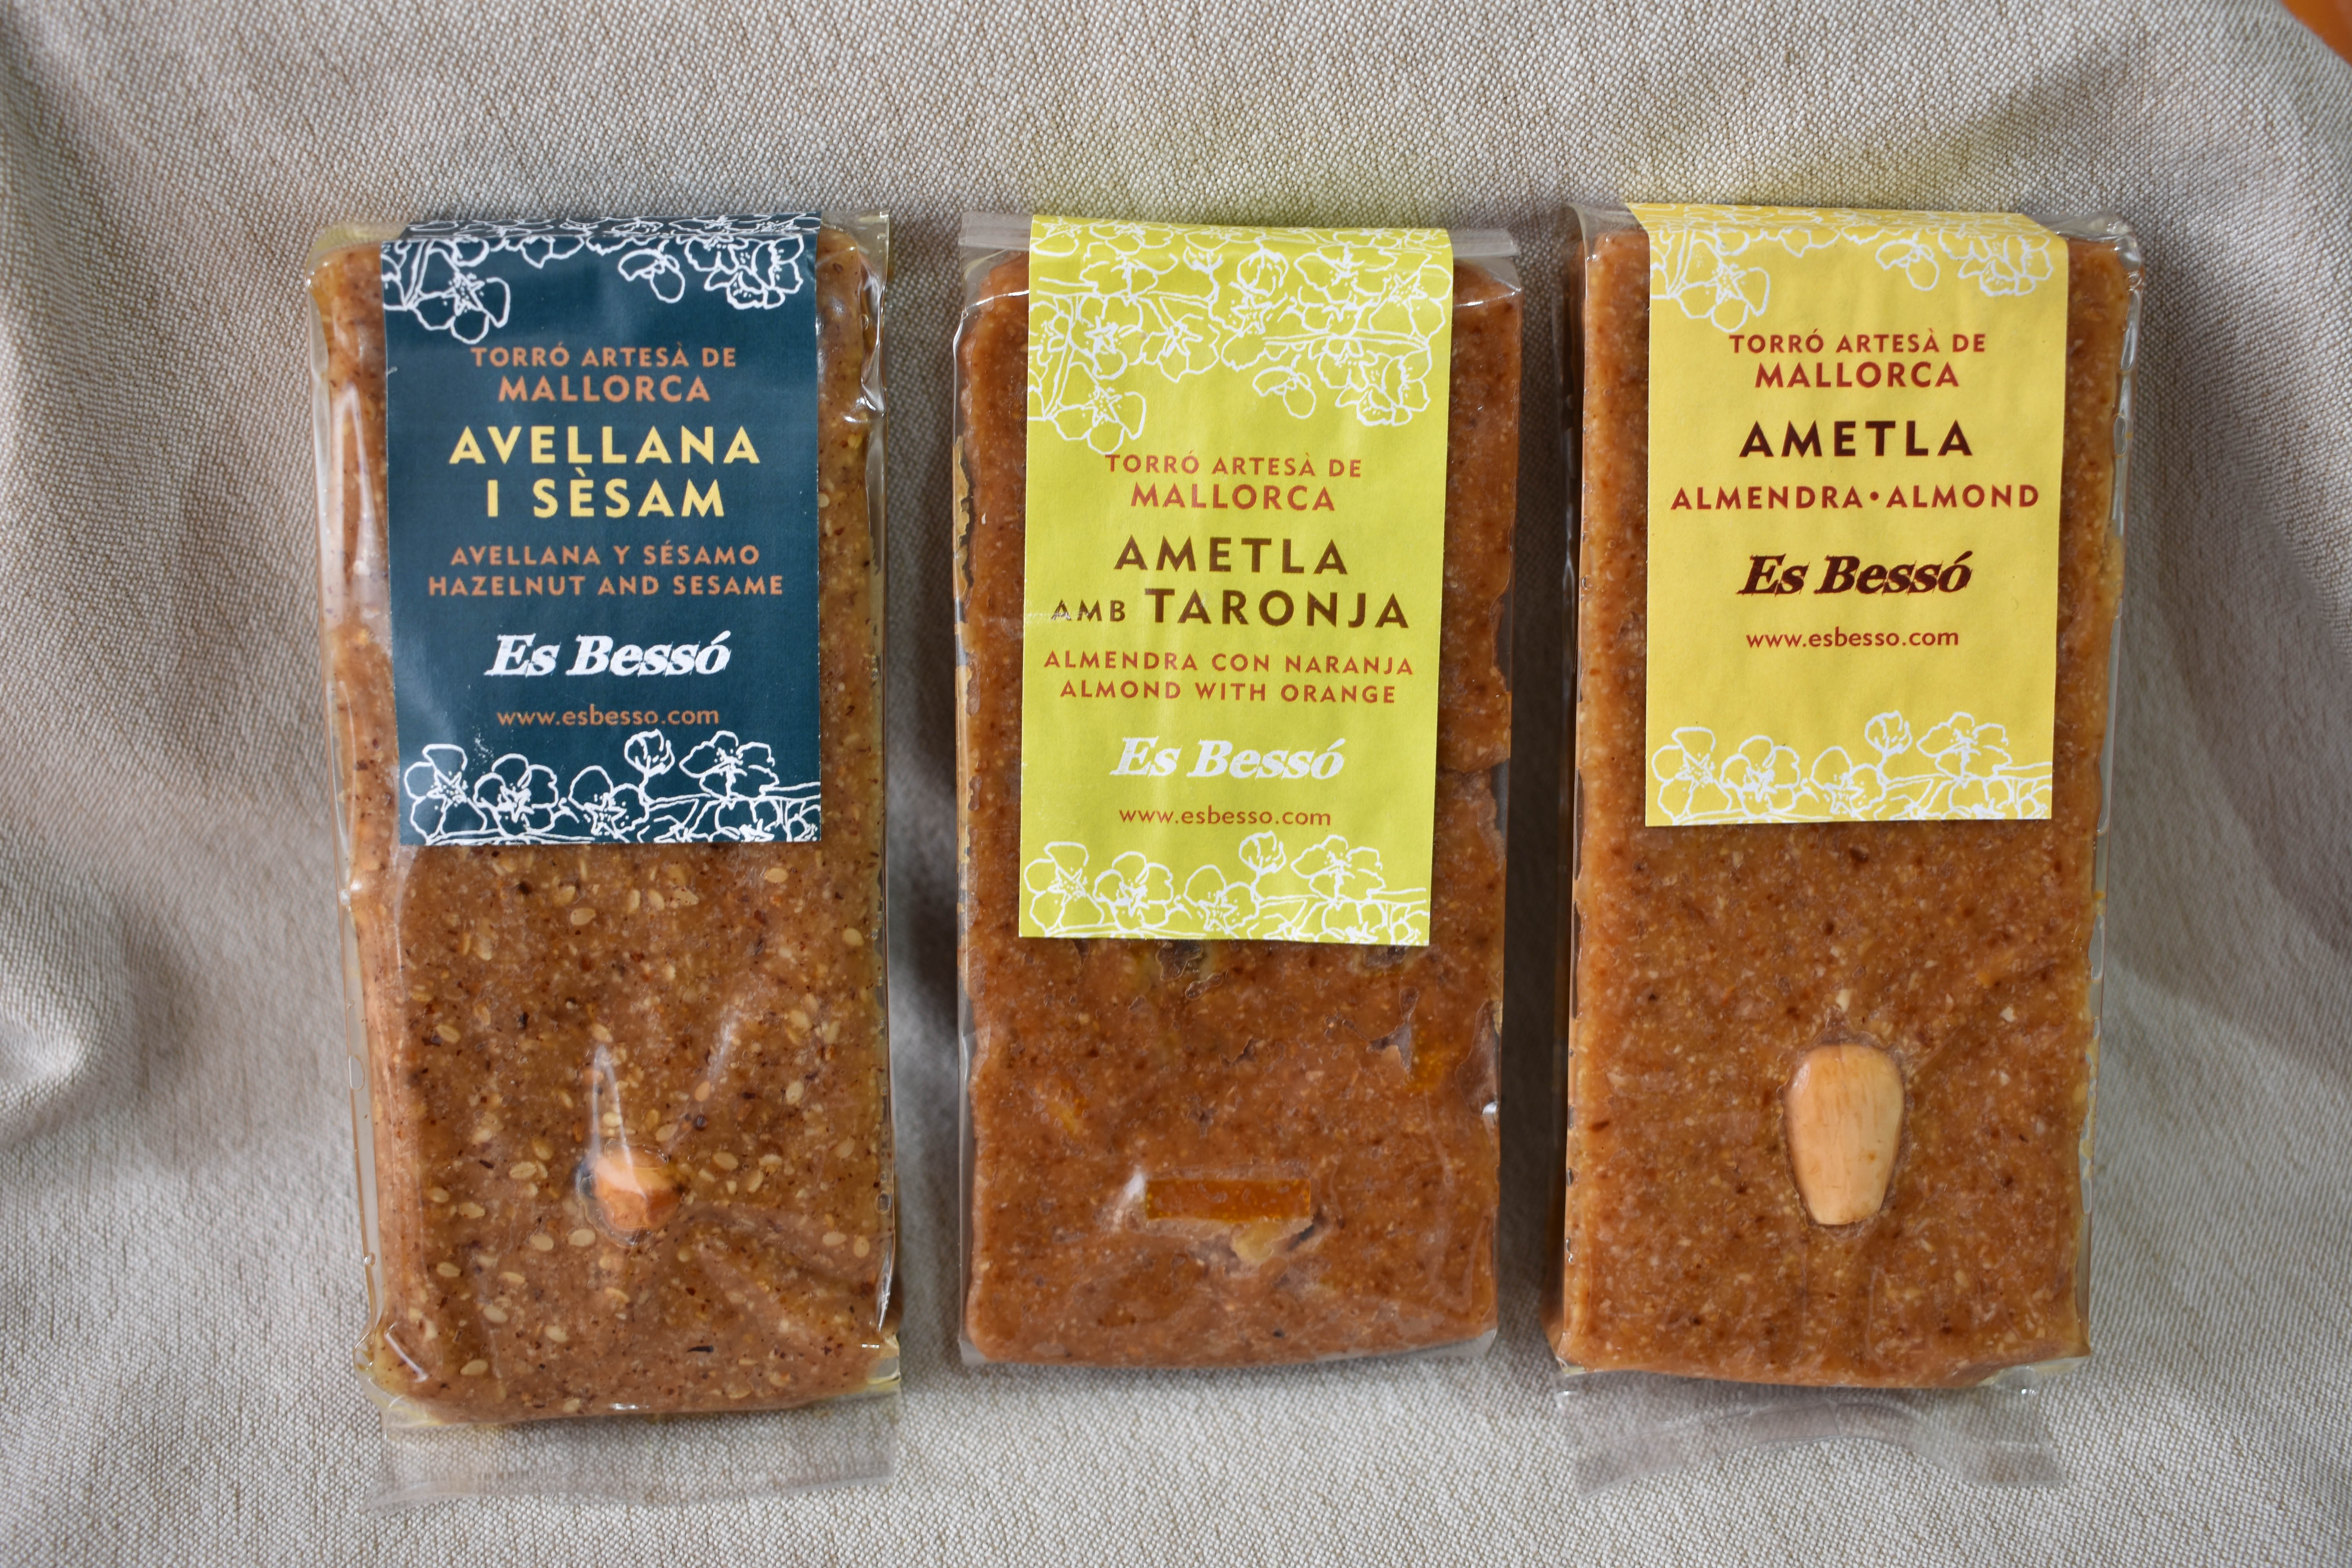 TORRÓ ARTESÀ DE
MALLORCA
AVELLANA
I SÈSAM
AVELLANA Y SÉSAMO
HAZELNUT AND SESAME
Es Bessó
www.esbesso.com
TORRÓ ARTESÀ DE
MALLORCA
AMETLA
AMB TARONJA
ALMENDRA CON NARANJA
ALMOND WITH ORANGE
Es Bessó
www.esbesso.com
TORRÓ ARTESÀ DE
MALLORCA
AMETLA
ALMENDRA • ALMOND
Es Bessó
www.esbesso.com